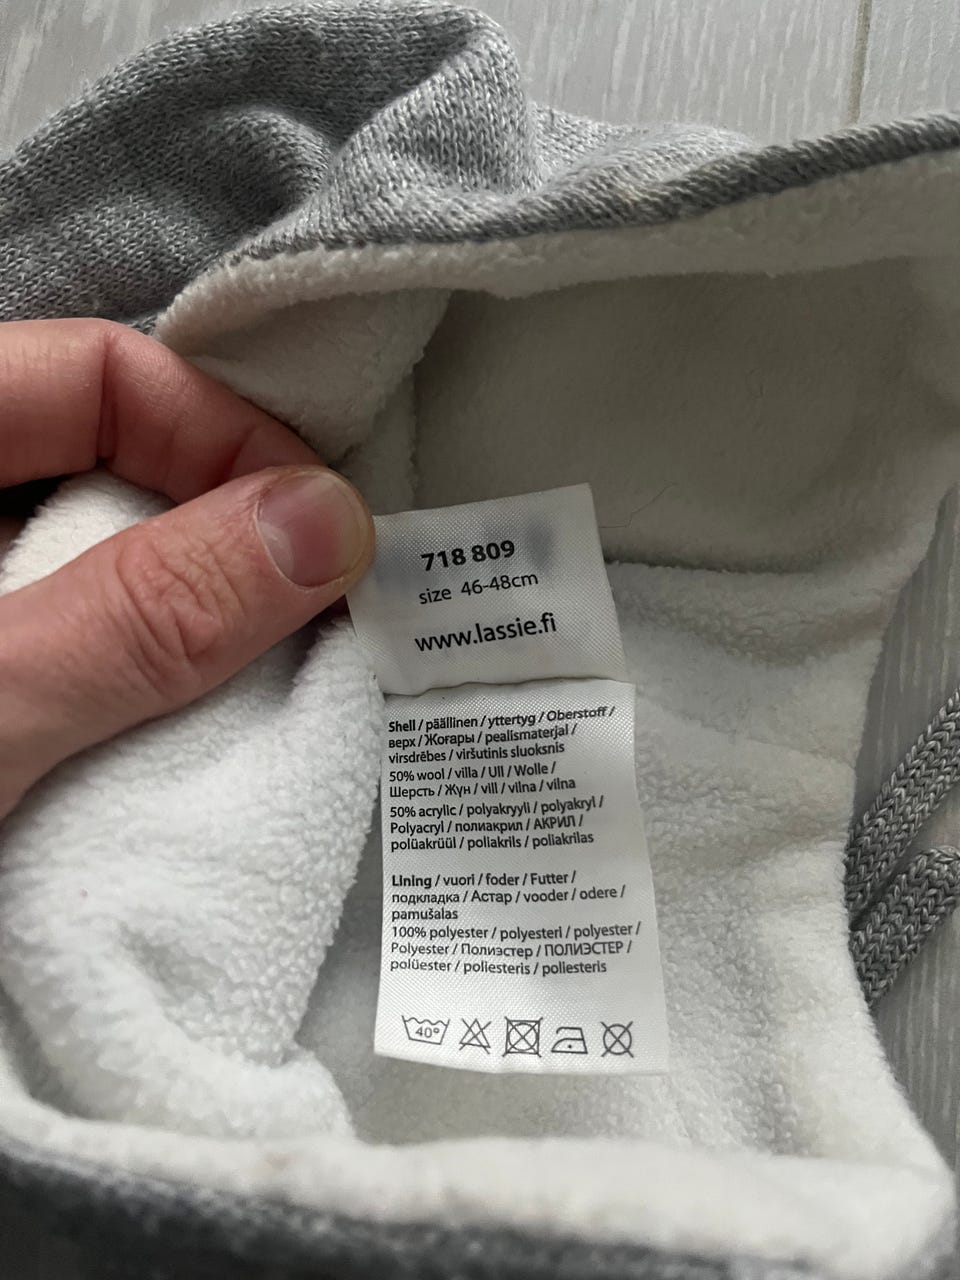 718 809
size 46-48cm
www.lassie.fi
Shell / päällinen / yttertyg / Oberstoff /
верх / Жоғары / pealismaterjal /
virsdrēbes / viršutinis sluoksnis
50% wool / villa / Ull / Wolle /
Шерсть / Жүн / vill / vilna / vilna
50% acrylic / polyakryyli / polyakryl /
Polyacryl / полиакрил / АКРИЛ /
polüakrüül / poliakrils / poliakrilas
Lining / vuori / foder / Futter /
подкладка / Астар / vooder / odere /
pamušalas
100% polyester / polyesteri / polyester /
Polyester / Полиэстер / ПОЛИЭСТЕР /
polüester / poliesteris / poliesteris
40°